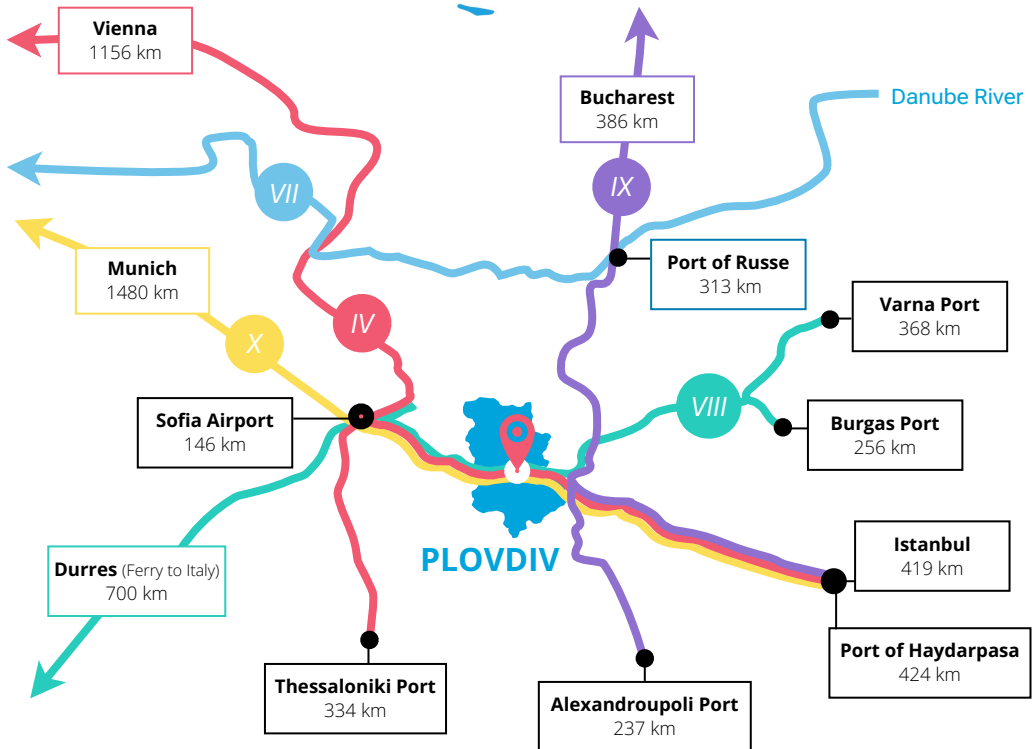 Vienna
1156 km
Bucharest
386 km
Danube River
VII
IX
Munich
1480 km
Port of Russe
313 km
Varna Port
368 km
IV
X
VIII
Sofia Airport
146 km
Burgas Port
256 km
PLOVDIV
Istanbul
419 km
Durres (Ferry to Italy)
700 km
Port of Haydarpasa
424 km
Thessaloniki Port
334 km
Alexandroupoli Port
237 km